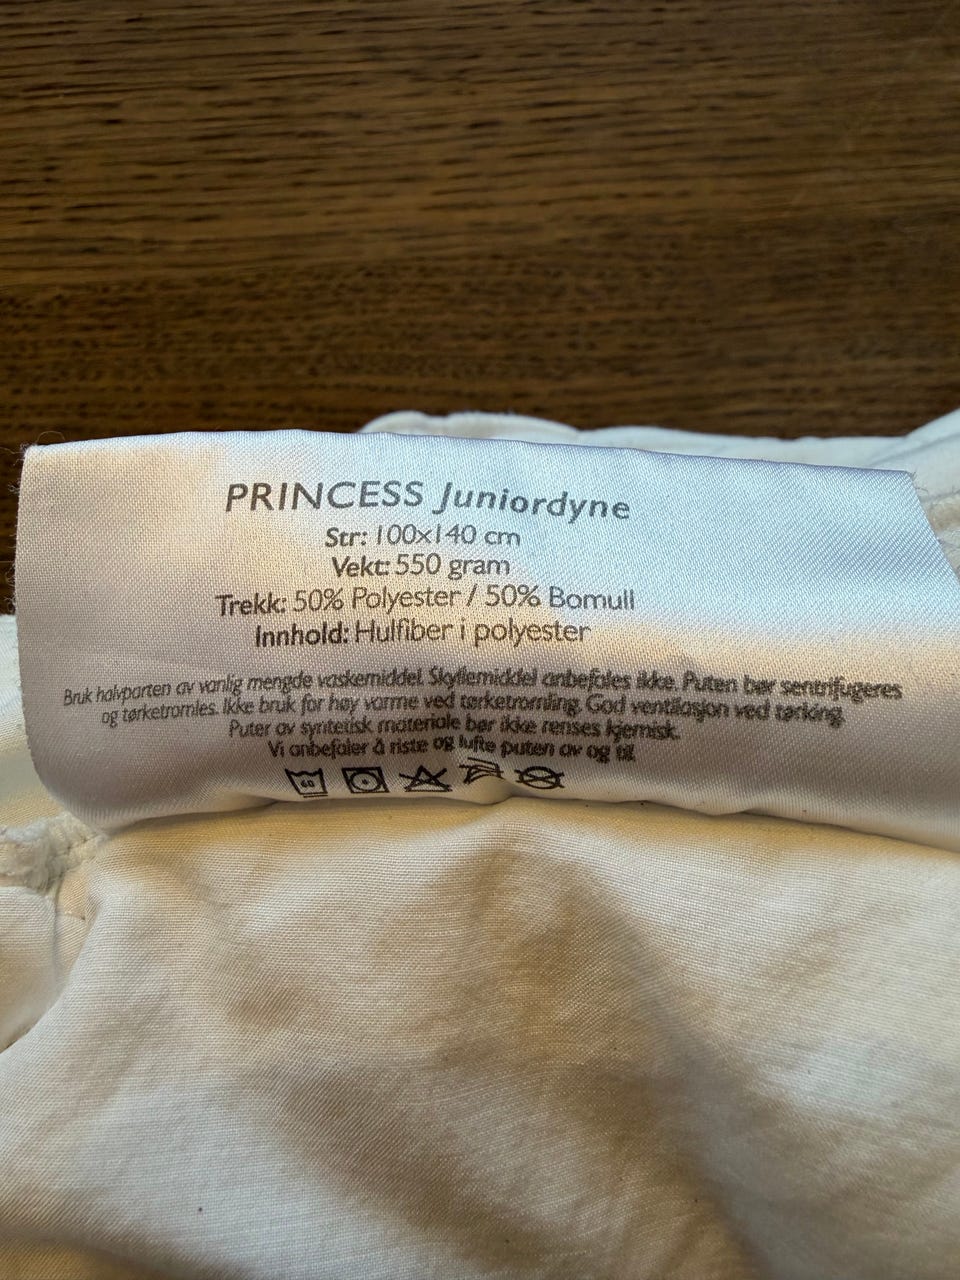 PRINCESS Juniordyne
Str: 100x140 cm
Vekt: 550 gram
Trekk: 50% Polyester / 50% Bomull
Innhold: Hulfiber i polyester
Bruk halvparten av vanlig mengde vaskemiddel. Skyllemiddel anbefales ikke. Puten bør sentrifugeres
og tørketromles. Ikke bruk for høy varme ved tørketromling. God ventilasjon ved tørking.
Puter av syntetisk materiale bør ikke renses kjemisk.
Vi anbefaler å riste og lufte puten av og til.
60